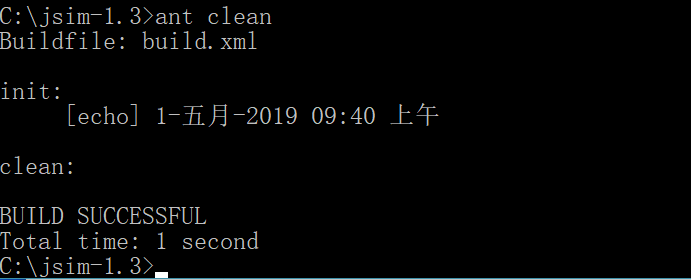 C:\jsim-1.3>ant clean
Buildfile: build.xml
init:
[echo] 1-五月-2019 09:40 上午
clean:
BUILD SUCCESSFUL
Total time: 1 second
C:\jsim-1.3>